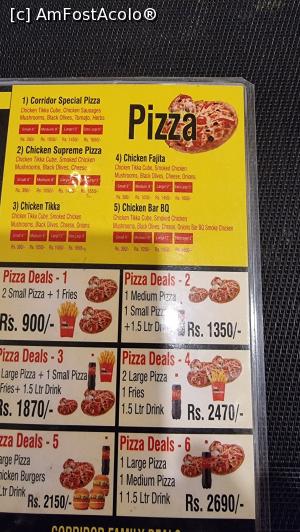 [c] AmFostAcolo®
Pizza
1) Corridor Special Pizza
Chicken Tikka Cube, Chicken Sausages
Mushrooms, Black Olives, Tomato, Herbs
2) Chicken Supreme Pizza
Chicken Tikka Cube, Smoked Chicken
Mushrooms, Black Olives, Cheese
3) Chicken Tikka
Chicken Tikka Cube, Smoked Chicken
Mushrooms, Black Olives, Cheese, Onions
4) Chicken Fajita
Chicken Tikka Cube, Smoked Chicken
Mushrooms, Black Olives, Cheese, Onions
5) Chicken Bar BQ
Chicken Tikka Cube, Smoked Chicken
Mushrooms, Black Olives, Cheese, Onions Bar BQ Smoke Chicken
Pizza Deals - 1
2 Small Pizza + 1 Fries
Rs. 900/-
Pizza Deals - 2
1 Medium Pizza
1 Small Pizza
+1.5 Ltr Drink
Rs. 1350/-
Pizza Deals - 3
Large Pizza + 1 Small Pizza
Fries+ 1.5 Ltr Drink
Rs. 1870/-
Pizza Deals - 4
2 Large Pizza
1 Fries
+1.5 Ltr Drink
Rs. 2470/-
zza Deals - 5
arge Pizza
hicken Burgers
Ltr Drink
Rs. 2150/-
Pizza Deals - 6
1 Large Pizza
1 Medium Pizza
1 1.5 Ltr Drink
Rs. 2690/-
CORRIDOR FAMILY DEALS